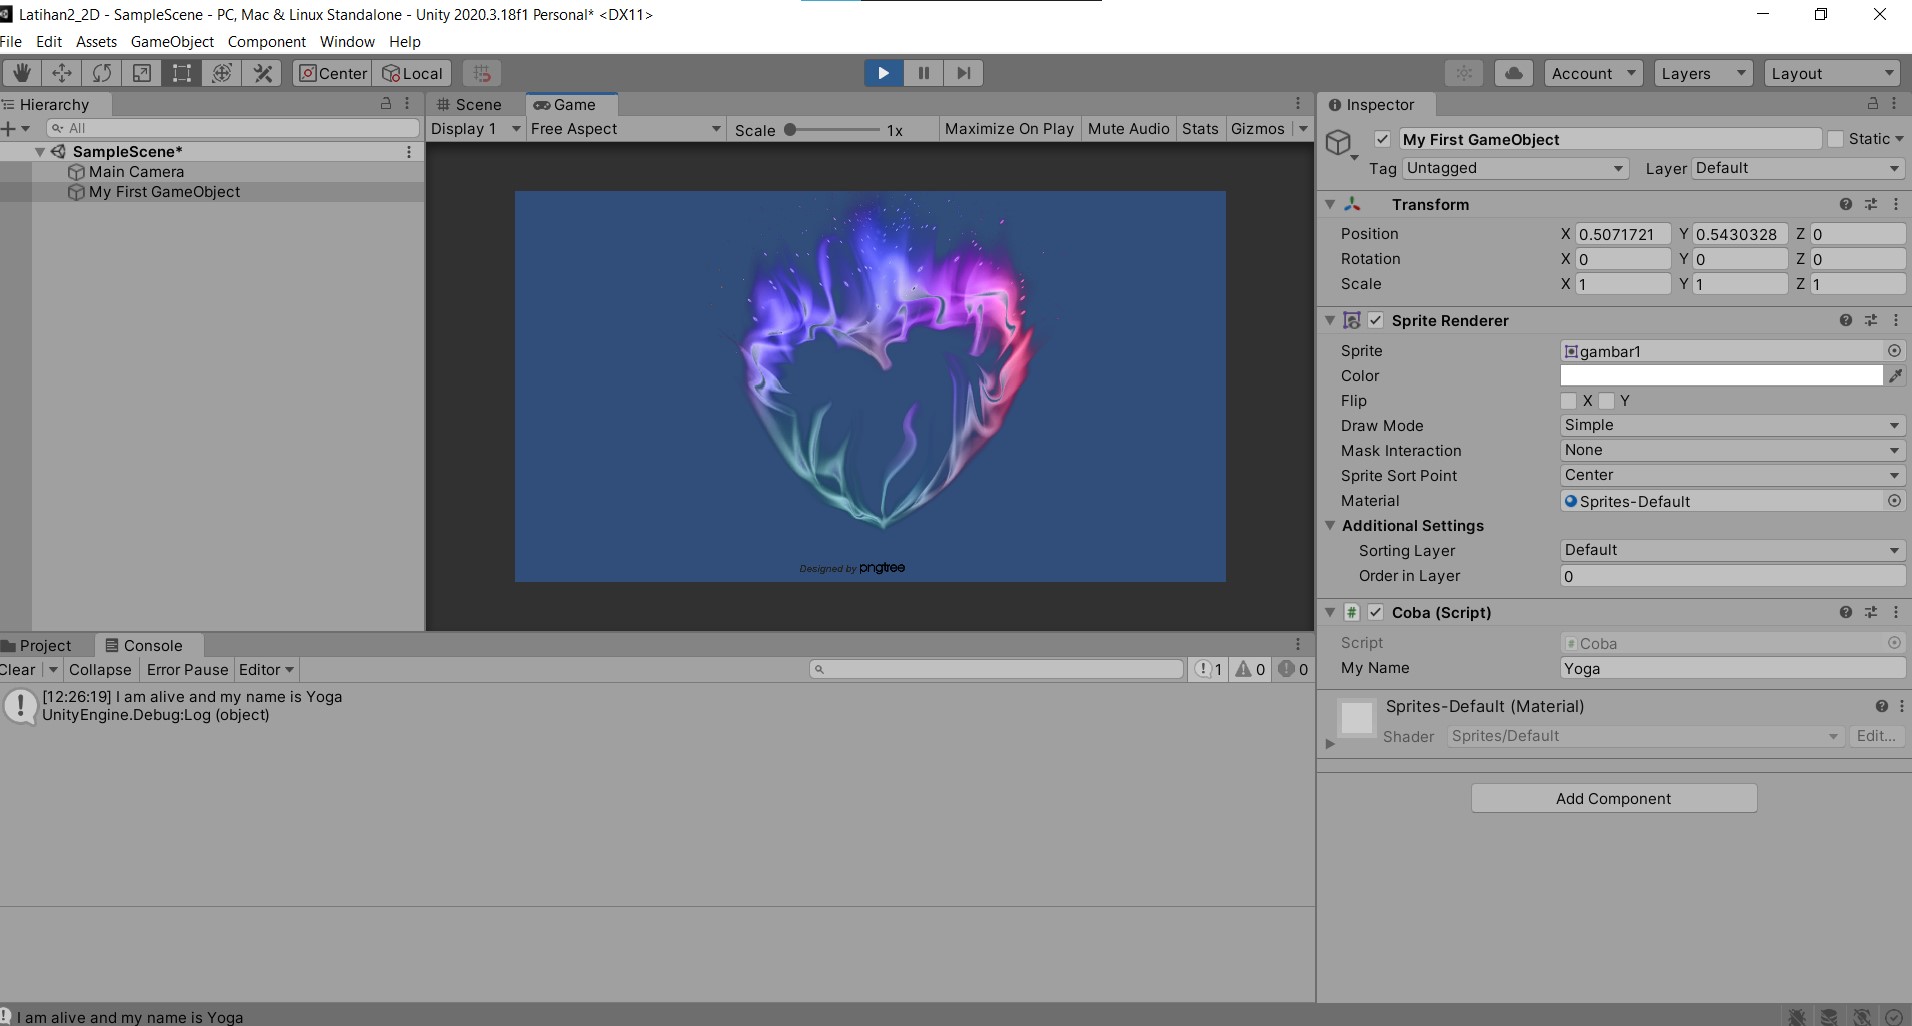 Latihan2_2D - SampleScene - PC, Mac & Linux Standalone - Unity 2020.3.18f1 Personal* <DX11>
File Edit Assets GameObject Component Window Help
Center Local Account Layers Layout
Hierarchy
All
SampleScene*
Main Camera
My First GameObject
Scene Game
Display 1 Free Aspect Scale 1x Maximize On Play Mute Audio Stats Gizmos
Designed by pngtree
Project Console
Clear Collapse Error Pause Editor 1 0 0
[12:26:19] I am alive and my name is Yoga
UnityEngine.Debug:Log (object)
Inspector
My First GameObject Static
Tag Untagged Layer Default
Transform
Position X 0.5071721 Y 0.5430328 Z 0
Rotation X 0 Y 0 Z 0
Scale X 1 Y 1 Z 1
Sprite Renderer
Sprite gambar1
Color
Flip X Y
Draw Mode Simple
Mask Interaction None
Sprite Sort Point Center
Material Sprites-Default
Additional Settings
Sorting Layer Default
Order in Layer 0
# Coba (Script)
Script # Coba
My Name Yoga
Sprites-Default (Material)
Shader Sprites/Default Edit...
Add Component
I am alive and my name is Yoga